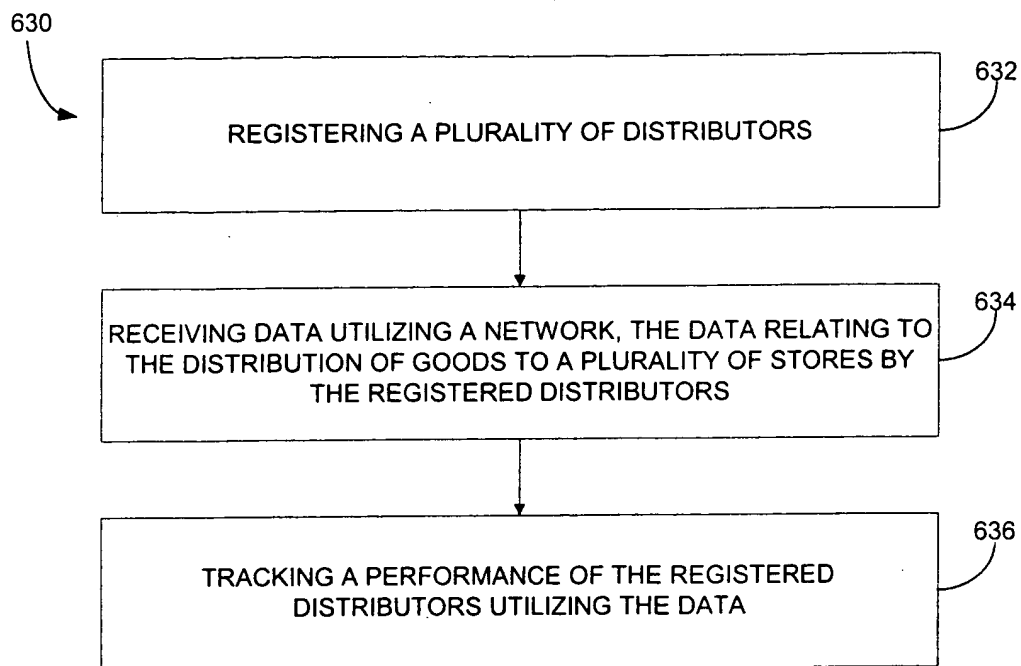 630
632
REGISTERING A PLURALITY OF DISTRIBUTORS
634
RECEIVING DATA UTILIZING A NETWORK, THE DATA RELATING TO
THE DISTRIBUTION OF GOODS TO A PLURALITY OF STORES BY
THE REGISTERED DISTRIBUTORS
636
TRACKING A PERFORMANCE OF THE REGISTERED
DISTRIBUTORS UTILIZING THE DATA